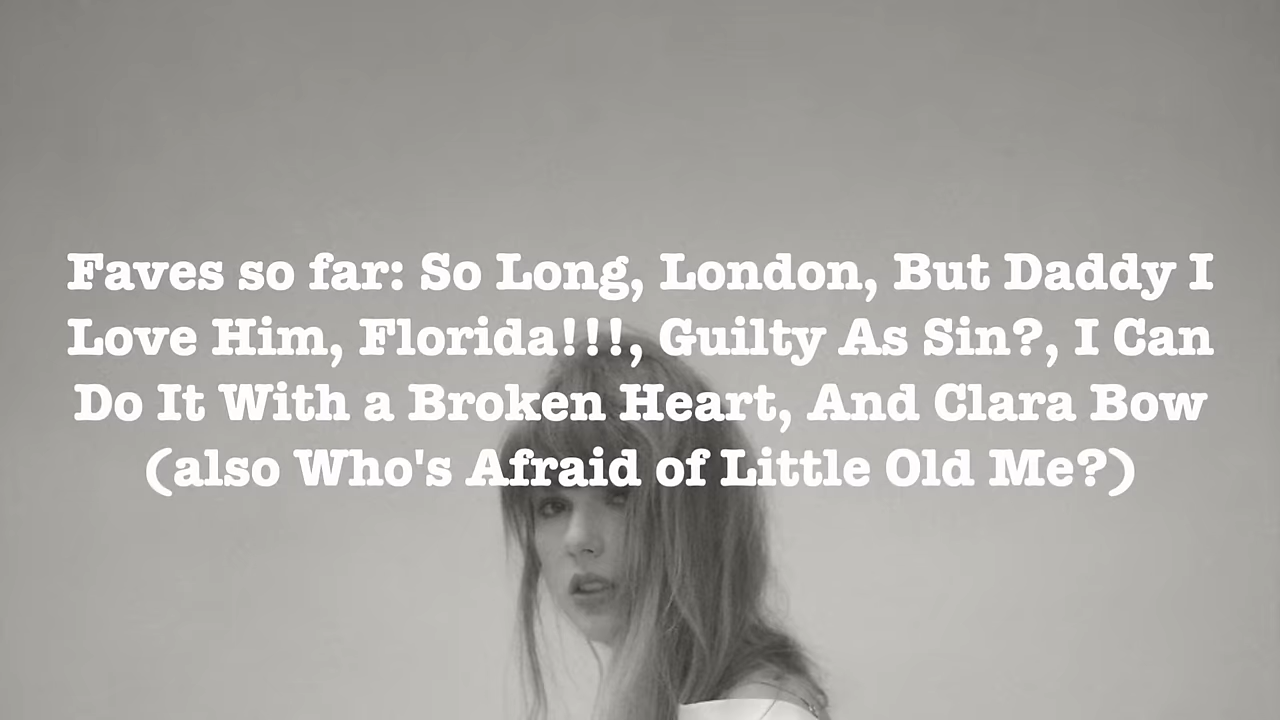 Faves so far: So Long, London, But Daddy I
Love Him, Florida!!!, Guilty As Sin?, I Can
Do It With a Broken Heart, And Clara Bow
(also Who's Afraid of Little Old Me?)